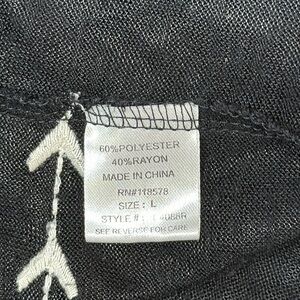 60%POLYESTER
40%RAYON
MADE IN CHINA
RN#118578
SIZE : L
STYLE # :
SEE REVERSE FOR CARE